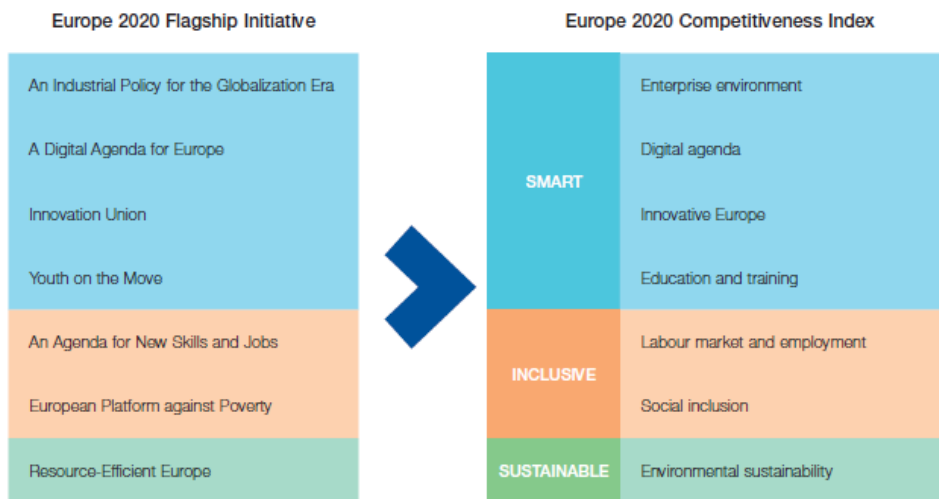 Europe 2020 Flagship Initiative
An Industrial Policy for the Globalization Era
A Digital Agenda for Europe
Innovation Union
Youth on the Move
An Agenda for New Skills and Jobs
European Platform against Poverty
Resource-Efficient Europe
Europe 2020 Competitiveness Index
SMART
Enterprise environment
Digital agenda
Innovative Europe
Education and training
INCLUSIVE
Labour market and employment
Social inclusion
SUSTAINABLE
Environmental sustainability